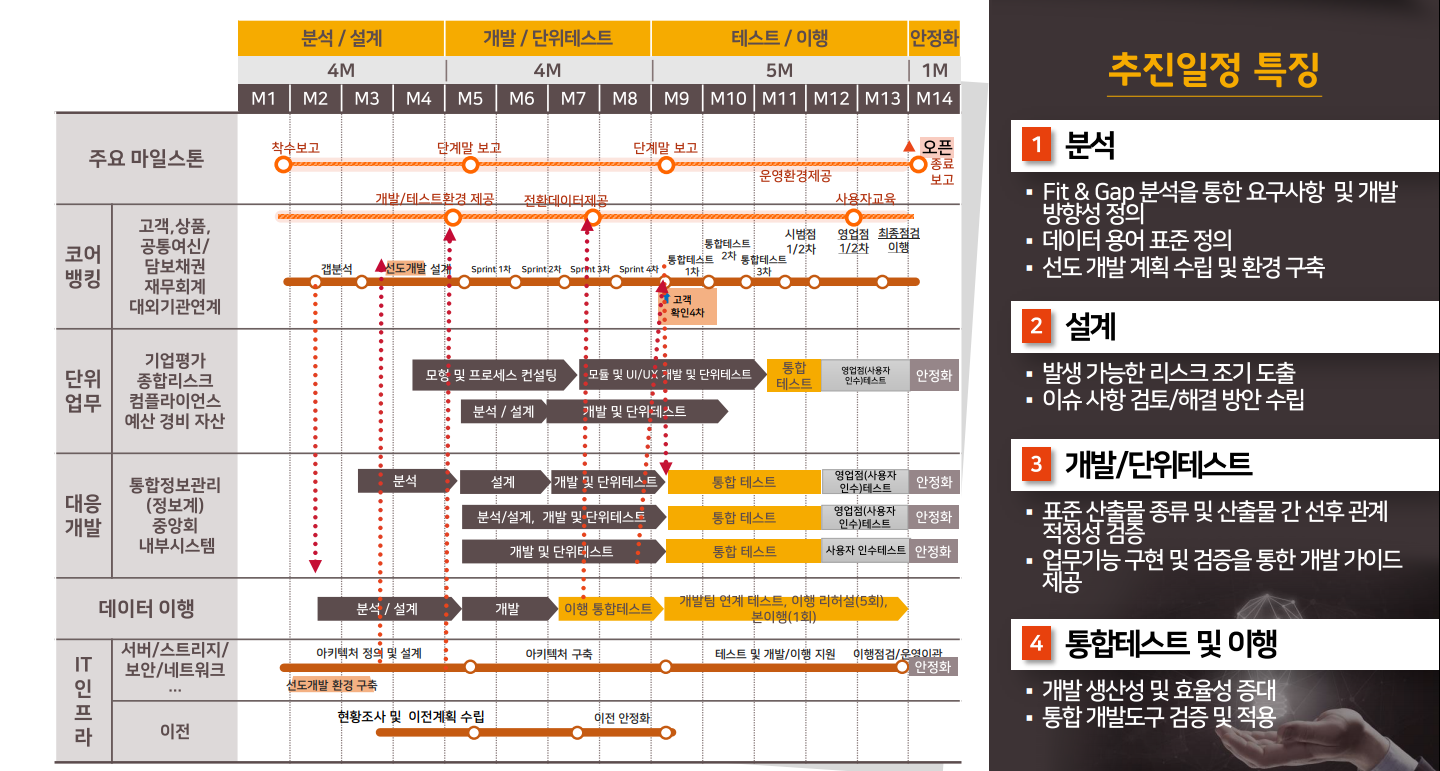 분석 / 설계 개발 / 단위테스트 테스트 / 이행 안정화
4M 4M 5M 1M
M1 M2 M3 M4 M5 M6 M7 M8 M9 M10 M11 M12 M13 M14
주요 마일스톤
착수보고 단계말 보고 단계말 보고 오픈
종료
보고
운영환경제공
개발/테스트환경 제공 전환데이터제공 사용자교육
코어
뱅킹
고객,상품,
공통여신/
담보채권
재무회계
대외기관연계
갭분석 선도개발 설계 Sprint 1차 Sprint 2차 Sprint 3차 Sprint 4차
통합테스트
1차
통합테스트
2차
통합테스트
3차
시범점
1/2차
영업점
1/2차
최종점검
이행
고객
확인4차
단위
업무
기업평가
종합리스크
컴플라이언스
예산 경비 자산
모형 및 프로세스 컨설팅 모듈 및 UI/UX 개발 및 단위테스트
통합
테스트
영업점(사용자
인수)테스트
안정화
분석 / 설계 개발 및 단위테스트
대응
개발
통합정보관리
(정보계)
중앙회
내부시스템
분석 설계 개발 및 단위테스트 통합 테스트
영업점(사용자
인수)테스트
안정화
분석/설계, 개발 및 단위테스트 통합 테스트
영업점(사용자
인수)테스트
안정화
개발 및 단위테스트 통합 테스트 사용자 인수테스트 안정화
데이터 이행
분석 / 설계 개발 이행 통합테스트
개발팀 연계 테스트, 이행 리허설(5회),
본이행(1회)
IT
인
프
라
서버/스트리지/
보안/네트워크
...
아키텍처 정의 및 설계 아키텍처 구축 테스트 및 개발/이행 지원 이행점검/운영이관
안정화
선도개발 환경 구축
이전
현황조사 및 이전계획 수립 이전 안정화
추진일정 특징
1 분석
▪ Fit & Gap 분석을 통한 요구사항 및 개발
방향성 정의
▪ 데이터 용어 표준 정의
▪ 선도 개발 계획 수립 및 환경 구축
2 설계
▪ 발생 가능한 리스크 조기 도출
▪ 이슈 사항 검토/해결 방안 수립
3 개발/단위테스트
▪ 표준 산출물 종류 및 산출물 간 선후 관계
적정성 검증
▪ 업무기능 구현 및 검증을 통한 개발 가이드
제공
4 통합테스트 및 이행
▪ 개발 생산성 및 효율성 증대
▪ 통합 개발도구 검증 및 적용